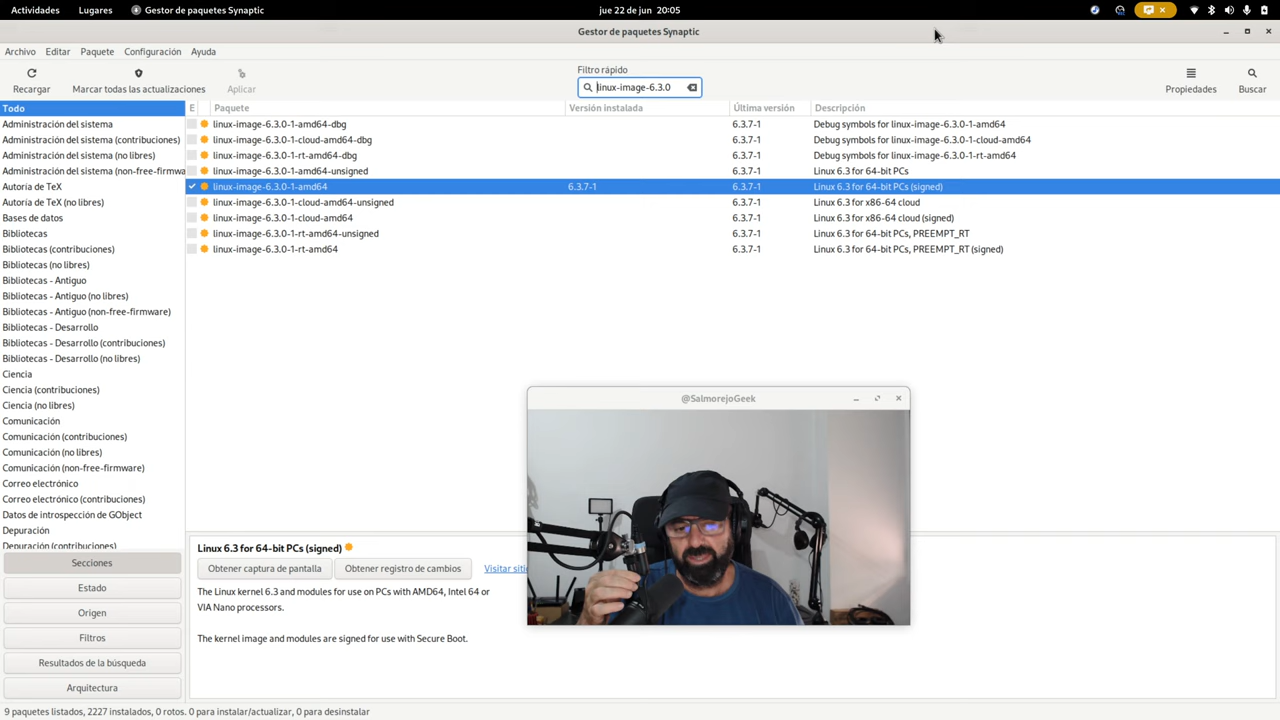 Actividades Lugares Gestor de paquetes Synaptic jue 22 de jun 20:05
Gestor de paquetes Synaptic
Archivo Editar Paquete Configuración Ayuda
Filtro rápido
Recargar Marcar todas las actualizaciones Aplicar linux-image-6.3.0 Propiedades Buscar
Todo E Paquete Versión instalada Última versión Descripción
Administración del sistema linux-image-6.3.0-1-amd64-dbg 6.3.7-1 Debug symbols for linux-image-6.3.0-1-amd64
Administración del sistema (contribuciones) linux-image-6.3.0-1-cloud-amd64-dbg 6.3.7-1 Debug symbols for linux-image-6.3.0-1-cloud-amd64
Administración del sistema (no libres) linux-image-6.3.0-1-rt-amd64-dbg 6.3.7-1 Debug symbols for linux-image-6.3.0-1-rt-amd64
Administración del sistema (non-free-firmwa linux-image-6.3.0-1-amd64-unsigned 6.3.7-1 Linux 6.3 for 64-bit PCs
Autoria de TeX linux-image-6.3.0-1-amd64 6.3.7-1 6.3.7-1 Linux 6.3 for 64-bit PCs (signed)
Autoria de TeX (no libres) linux-image-6.3.0-1-cloud-amd64-unsigned 6.3.7-1 Linux 6.3 for x86-64 cloud
Bases de datos linux-image-6.3.0-1-cloud-amd64 6.3.7-1 Linux 6.3 for x86-64 cloud (signed)
Bibliotecas linux-image-6.3.0-1-rt-amd64-unsigned 6.3.7-1 Linux 6.3 for 64-bit PCs, PREEMPT_RT
Bibliotecas (contribuciones) linux-image-6.3.0-1-rt-amd64 6.3.7-1 Linux 6.3 for 64-bit PCs, PREEMPT_RT (signed)
Bibliotecas (no libres)
Bibliotecas - Antiguo
Bibliotecas - Antiguo (no libres)
Bibliotecas - Antiguo (non-free-firmware)
Bibliotecas - Desarrollo
Bibliotecas - Desarrollo (contribuciones)
Bibliotecas - Desarrollo (no libres)
Ciencia
Ciencia (contribuciones)
Ciencia (no libres)
Comunicación
Comunicación (contribuciones)
Comunicación (no libres)
Comunicación (non-free-firmware)
Correo electrónico
Correo electrónico (contribuciones)
Datos de introspección de GObject
Depuración
Depuración (contribuciones)
@SalmorejoGeek
Secciones
Estado
Origen
Filtros
Resultados de la búsqueda
Arquitectura
Linux 6.3 for 64-bit PCs (signed)
Obtener captura de pantalla Obtener registro de cambios Visitar siti
The Linux kernel 6.3 and modules for use on PCs with AMD64, Intel 64 or
VIA Nano processors.
The kernel image and modules are signed for use with Secure Boot.
9 paquetes listados, 2227 instalados, 0 rotos. 0 para instalar/actualizar, 0 para desinstalar